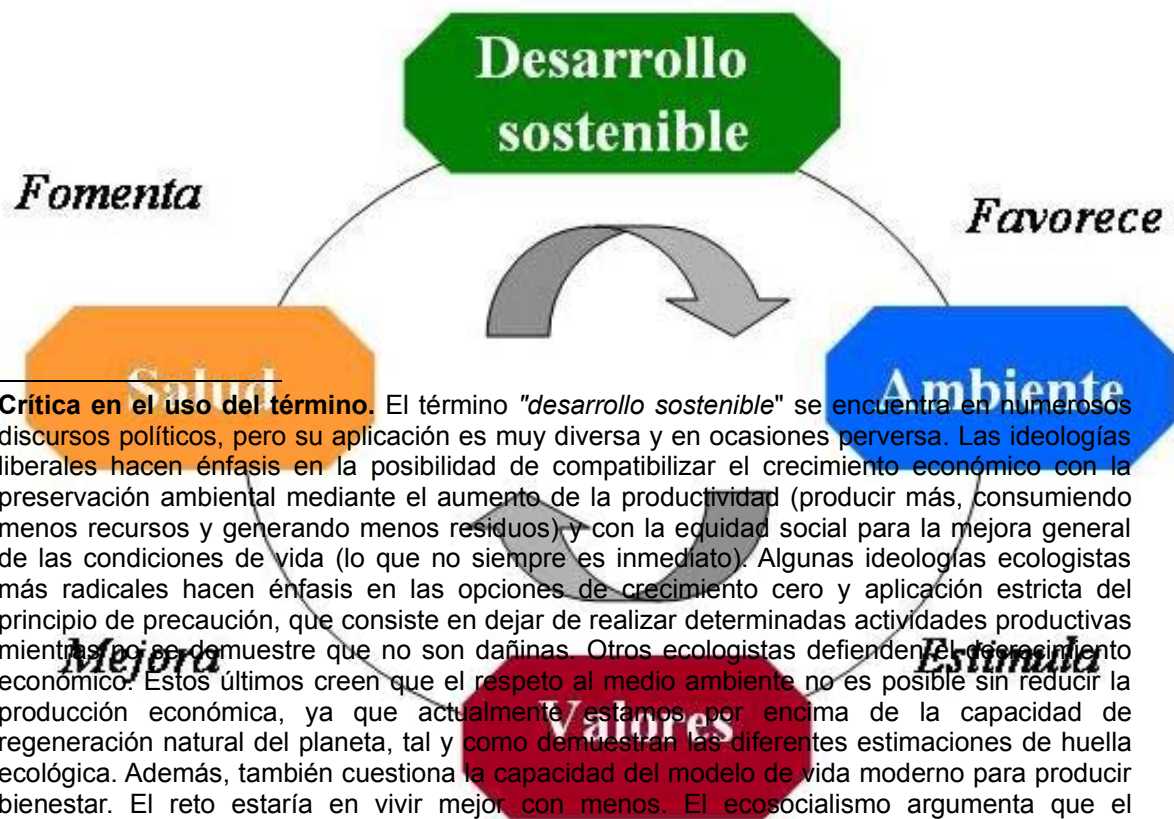 Desarrollo
sostenible
Fomenta
Favorece
Salud
Ambiente
Crítica en el uso del término. El término "desarrollo sostenible" se encuentra en numerosos
discursos políticos, pero su aplicación es muy diversa y en ocasiones perversa. Las ideologías
liberales hacen énfasis en la posibilidad de compatibilizar el crecimiento económico con la
preservación ambiental mediante el aumento de la productividad (producir más, consumiendo
menos recursos y generando menos residuos) y con la equidad social para la mejora general
de las condiciones de vida (lo que no siempre es inmediato). Algunas ideologías ecologistas
más radicales hacen énfasis en las opciones de crecimiento cero y aplicación estricta del
principio de precaución, que consiste en dejar de realizar determinadas actividades productivas
mientras no se demuestre que no son dañinas. Otros ecologistas defienden el decrecimiento
Mejora
Estimula
económico. Estos últimos creen que el respeto al medio ambiente no es posible sin reducir la
producción económica, ya que actualmente estamos por encima de la capacidad de
Valores
regeneración natural del planeta, tal y como demuestran las diferentes estimaciones de huella
ecológica. Además, también cuestiona la capacidad del modelo de vida moderno para producir
bienestar. El reto estaría en vivir mejor con menos. El ecosocialismo argumenta que el